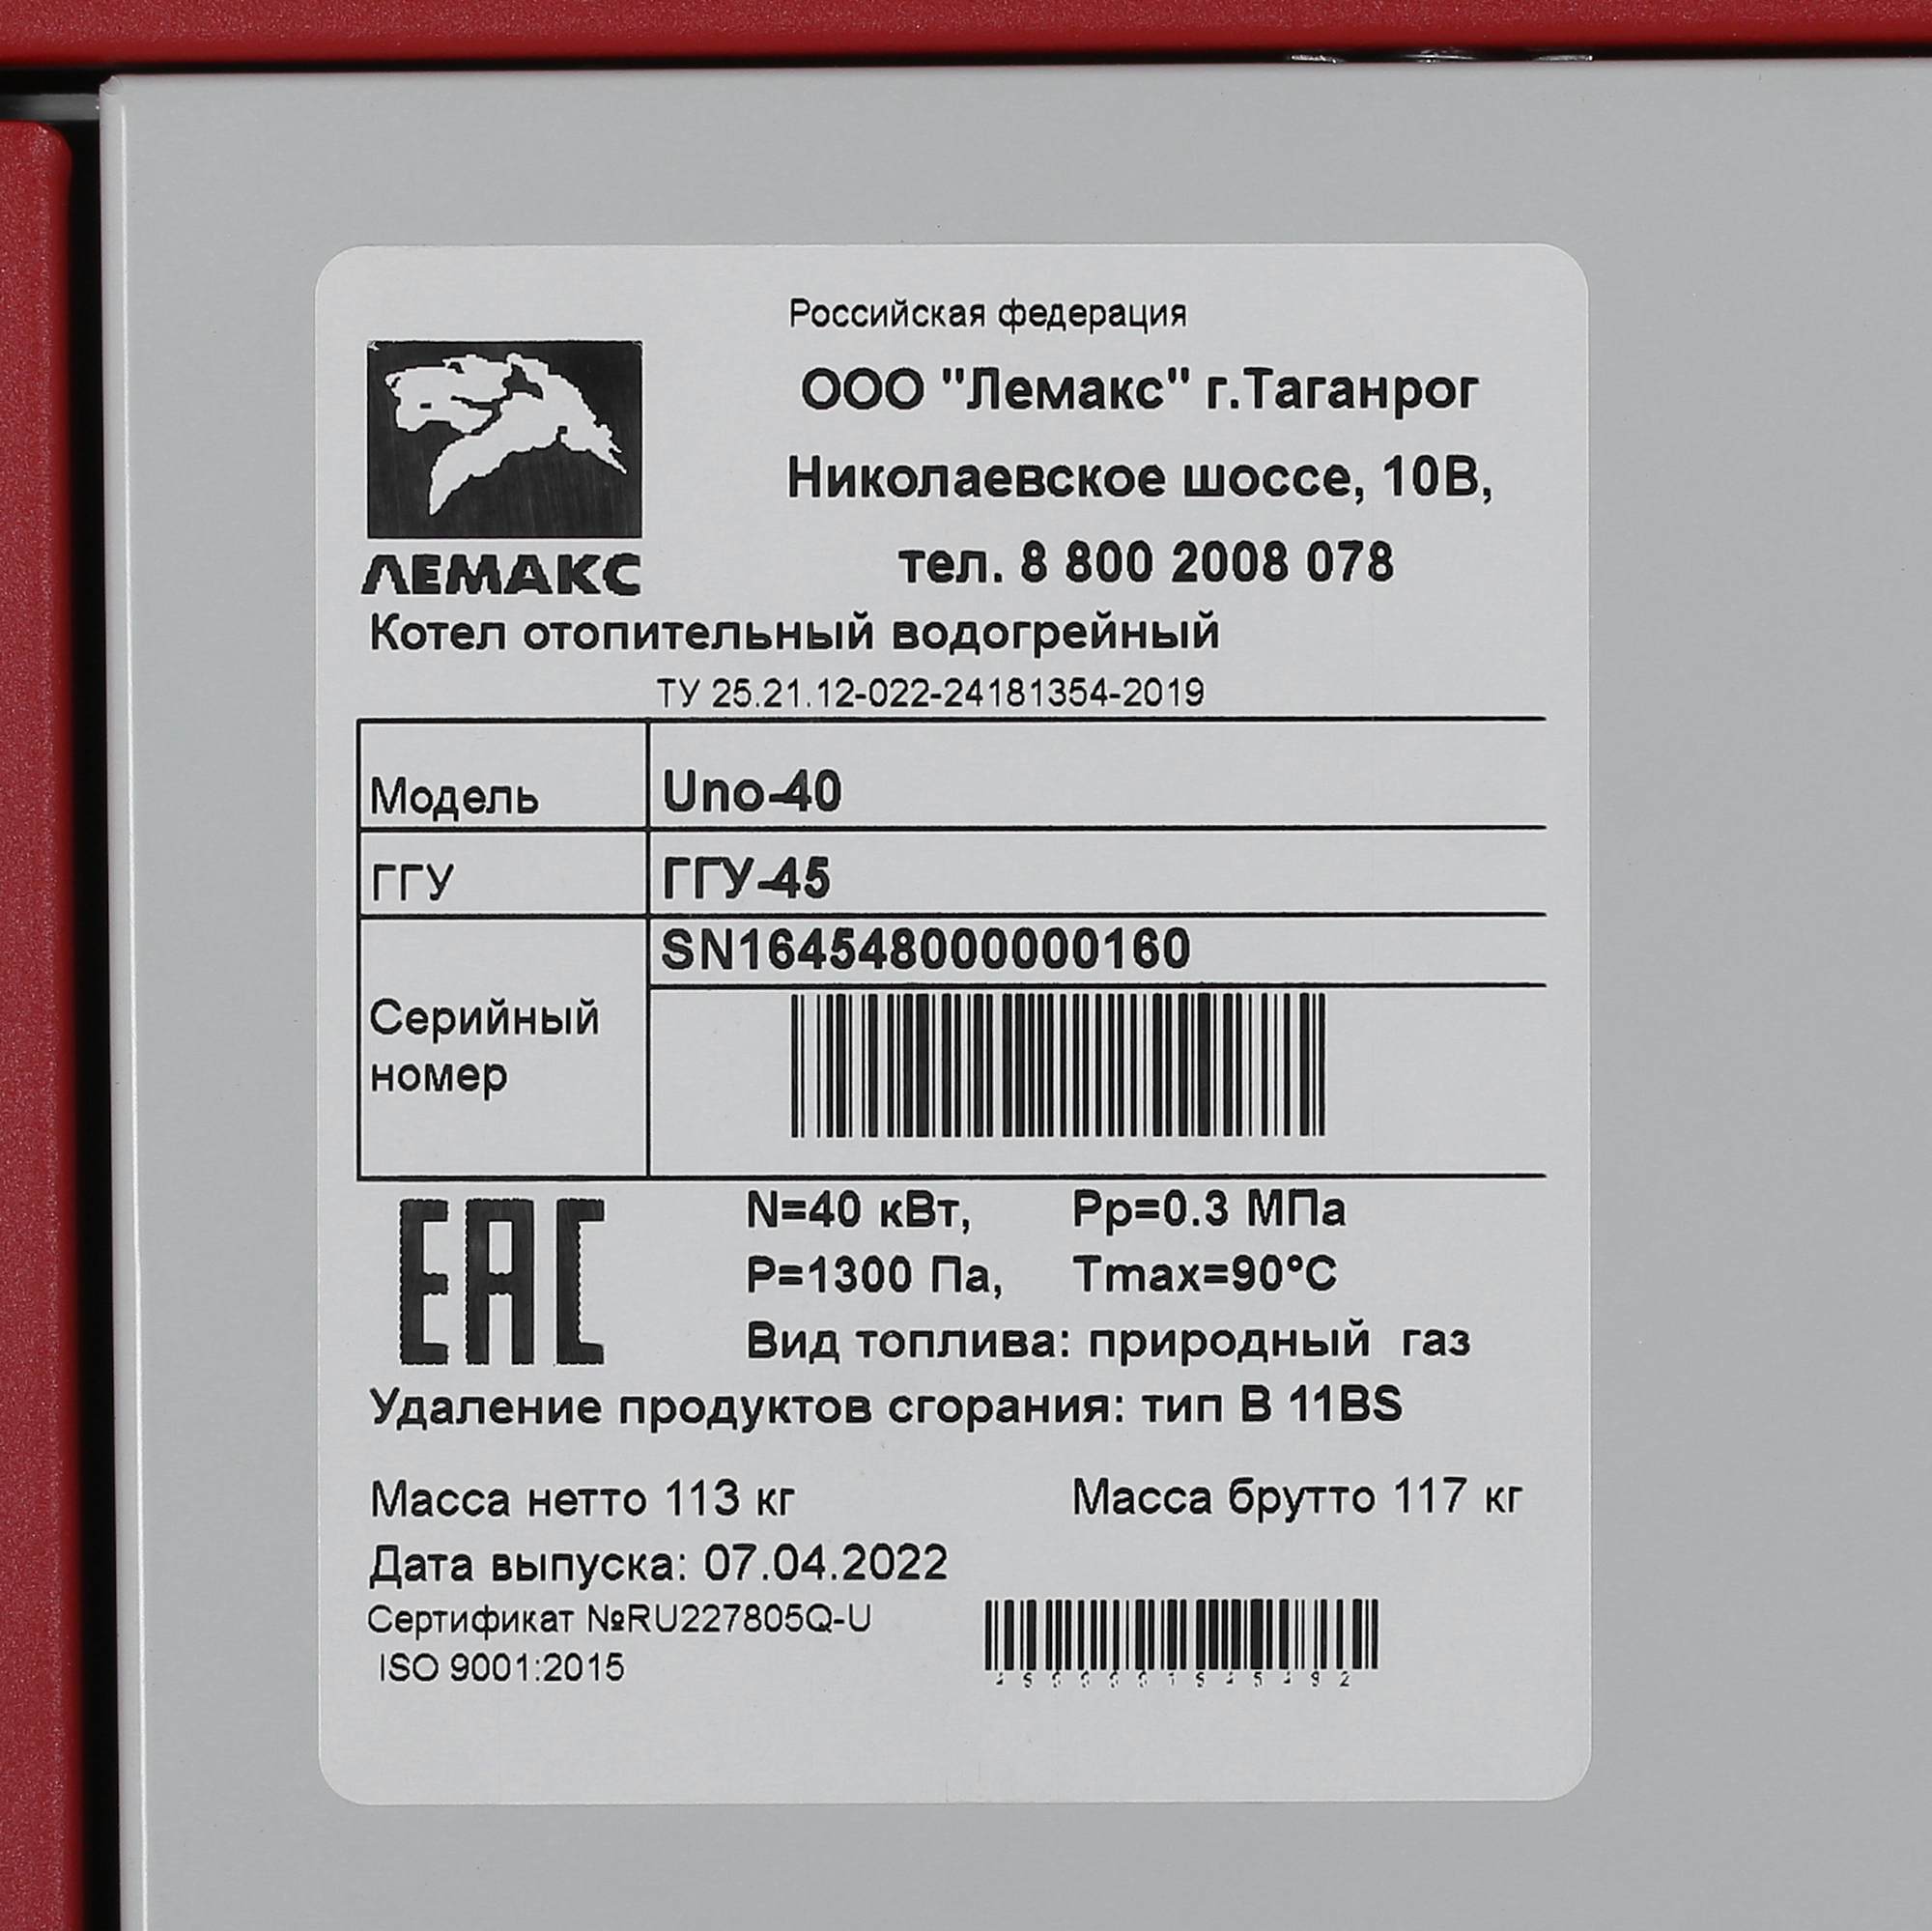 Российская федерация
ООО "Лемакс" г.Таганрог
Николаевское шоссе, 10В,
тел. 8 800 2008 078
ЛЕМАКС
Котел отопительный водогрейный
ТУ 25.21.12-022-24181354-2019
Модель Uno-40
ГГУ ГГУ-45
SN164548000000160
Серийный
номер
EAC
N=40 кВт, Рр=0.3 МПа
Р=1300 Па, Tmax=90°С
Вид топлива: природный газ
Удаление продуктов сгорания: тип В 11BS
Масса нетто 113 кг Масса брутто 117 кг
Дата выпуска: 07.04.2022
Сертификат №RU227805Q-U
ISO 9001:2015